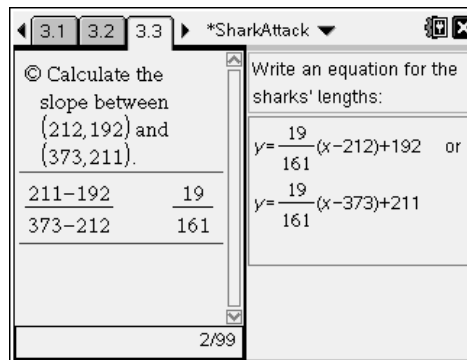 3.1 3.2 3.3 *SharkAttack
© Calculate the
slope between
(212,192) and
(373,211).
211−192 19
373−212 161
2/99
Write an equation for the
sharks' lengths:
y=19/161(x−212)+192 or
y=19/161(x−373)+211